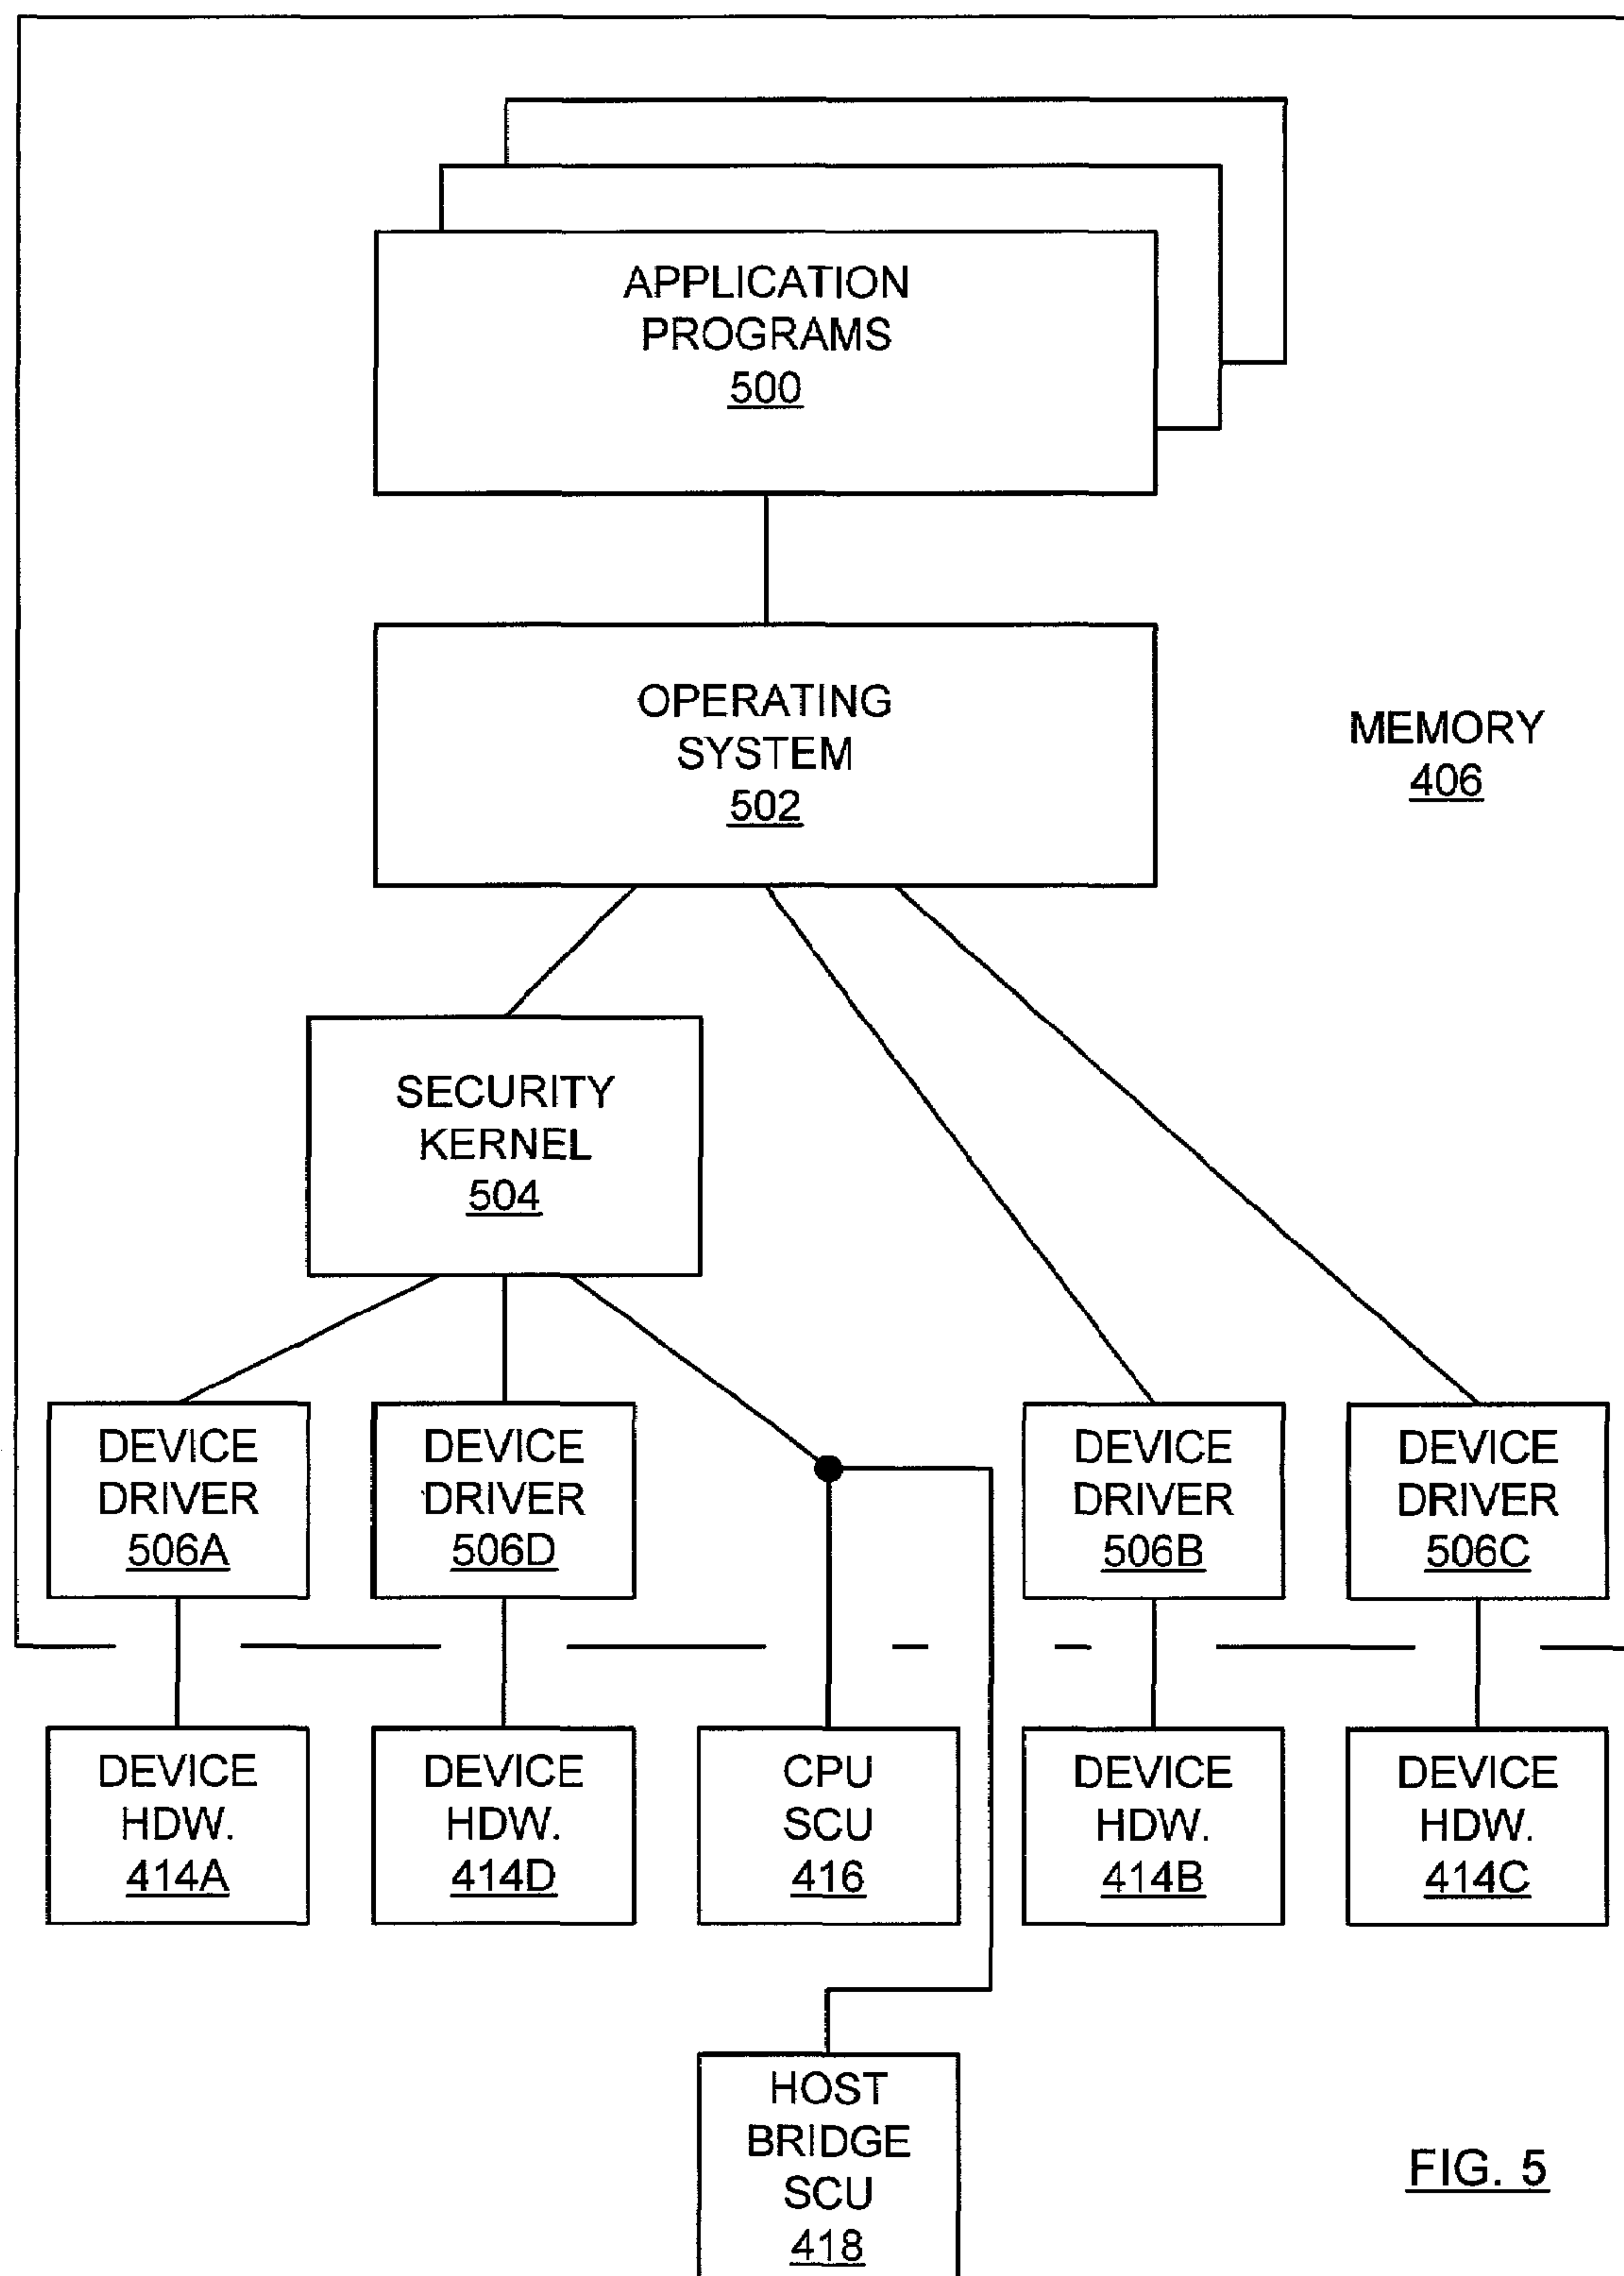 APPLICATION
PROGRAMS
500
OPERATING
SYSTEM
502
MEMORY
406
SECURITY
KERNEL
504
DEVICE
DRIVER
506A
DEVICE
DRIVER
506D
DEVICE
DRIVER
506B
DEVICE
DRIVER
506C
DEVICE
HDW.
414A
DEVICE
HDW.
414D
CPU
SCU
416
DEVICE
HDW.
414B
DEVICE
HDW.
414C
HOST
BRIDGE
SCU
418
FIG. 5